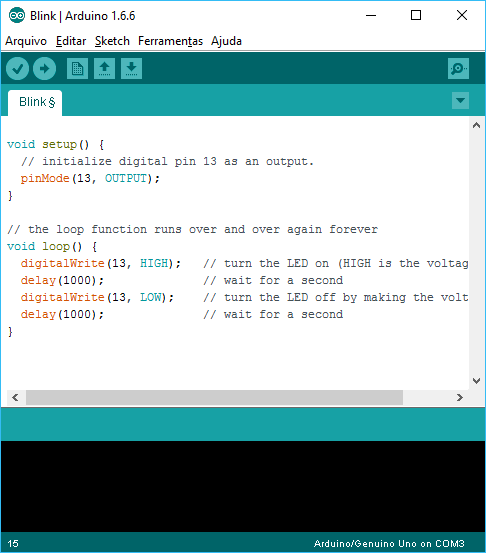 Blink | Arduino 1.6.6
Arquivo Editar Sketch Ferramentas Ajuda
Blink §
void setup() {
  // initialize digital pin 13 as an output.
  pinMode(13, OUTPUT);
}
// the loop function runs over and over again forever
void loop() {
  digitalWrite(13, HIGH);   // turn the LED on (HIGH is the voltag
  delay(1000);              // wait for a second
  digitalWrite(13, LOW);    // turn the LED off by making the volt
  delay(1000);              // wait for a second
}
15 Arduino/Genuino Uno on COM3